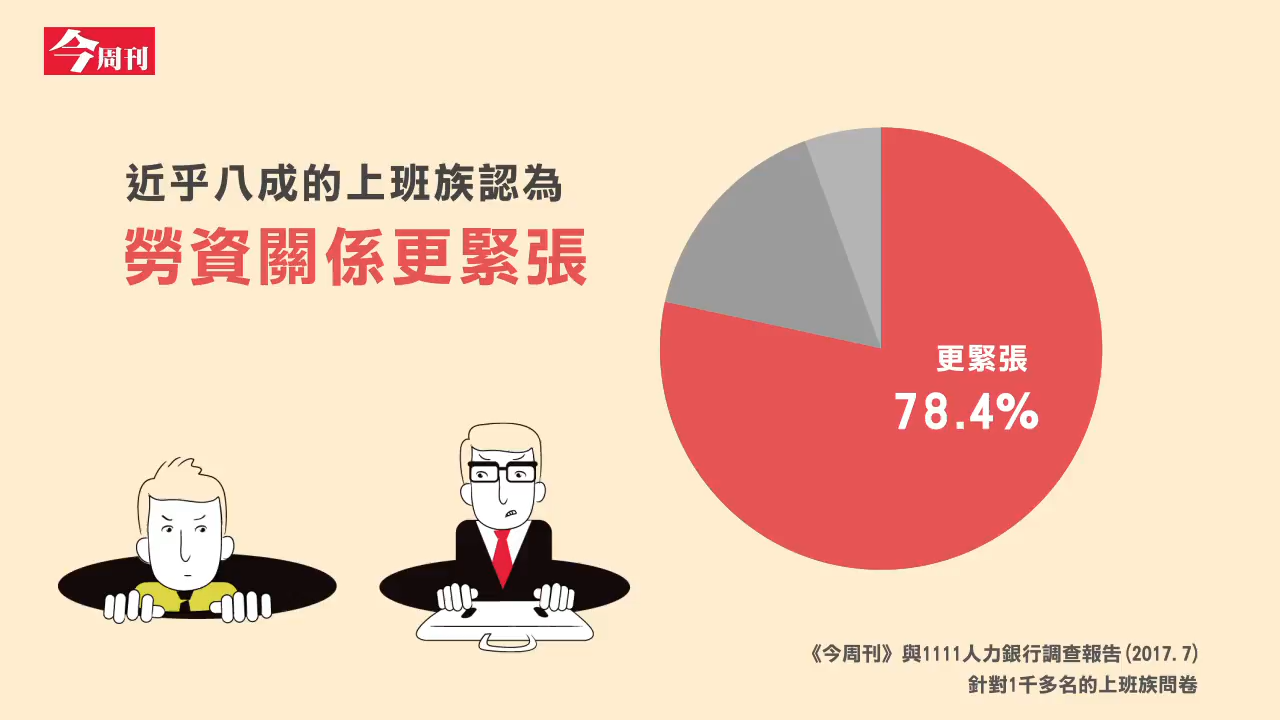 今周刊
近乎八成的上班族認為
勞資關係更緊張
更緊張
78.4%
《今周刊》與1111人力銀行調查報告(2017.7)
針對1千多名的上班族問卷